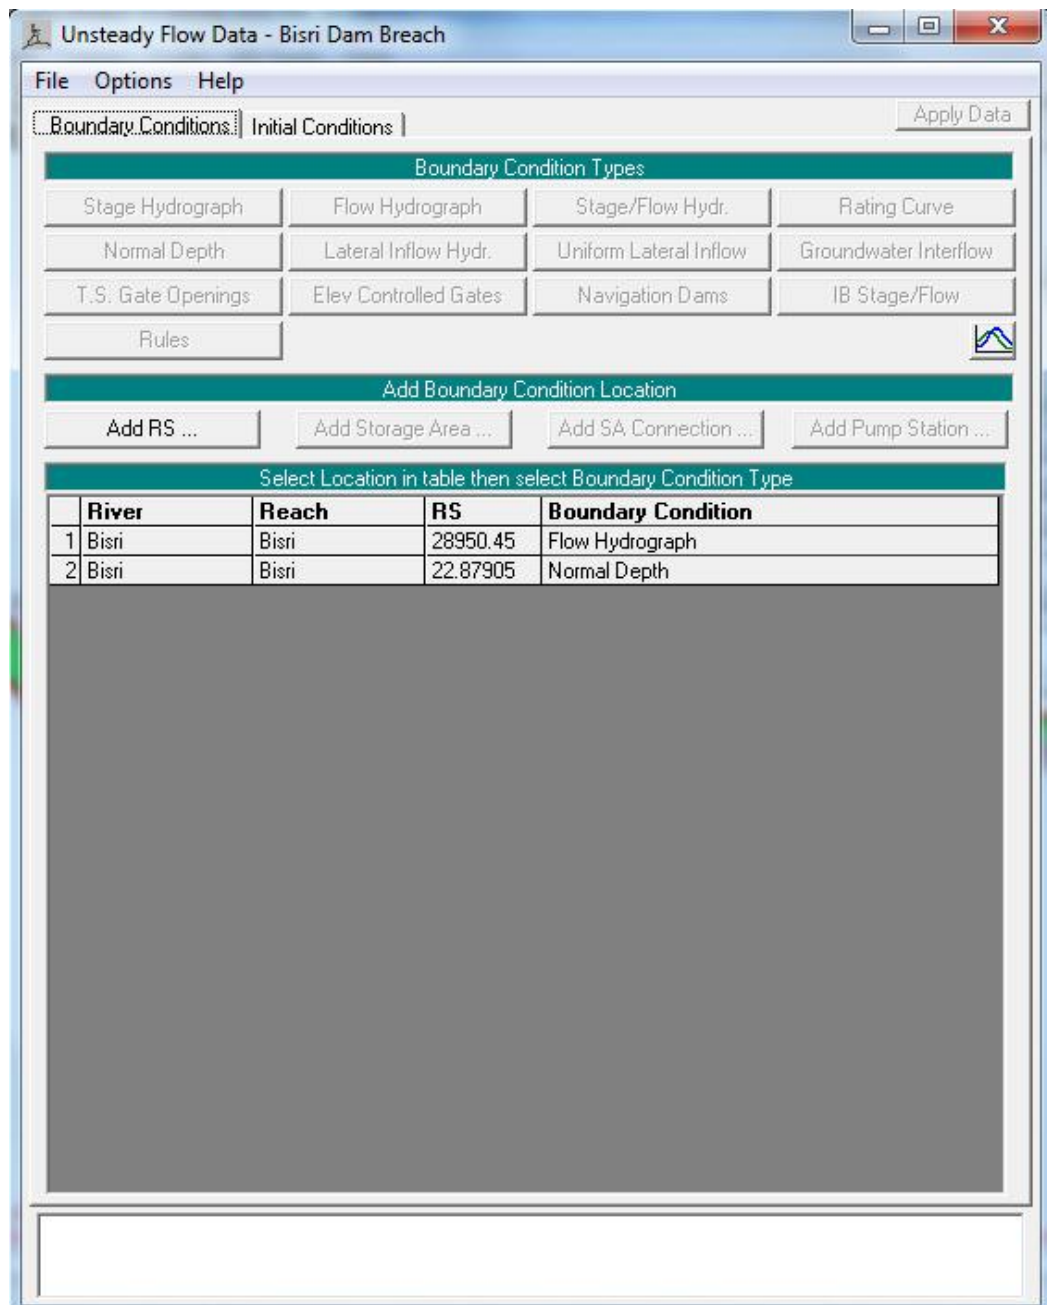 Unsteady Flow Data - Bisri Dam Breach
File Options Help
Boundary Conditions Initial Conditions Apply Data
Boundary Condition Types
Stage Hydrograph Flow Hydrograph Stage/Flow Hydr. Rating Curve
Normal Depth Lateral Inflow Hydr. Uniform Lateral Inflow Groundwater Interflow
T.S. Gate Openings Elev Controlled Gates Navigation Dams IB Stage/Flow
Rules
Add Boundary Condition Location
Add RS ... Add Storage Area ... Add SA Connection ... Add Pump Station ...
Select Location in table then select Boundary Condition Type
River Reach RS Boundary Condition
1 Bisri Bisri 28950.45 Flow Hydrograph
2 Bisri Bisri 22.87905 Normal Depth